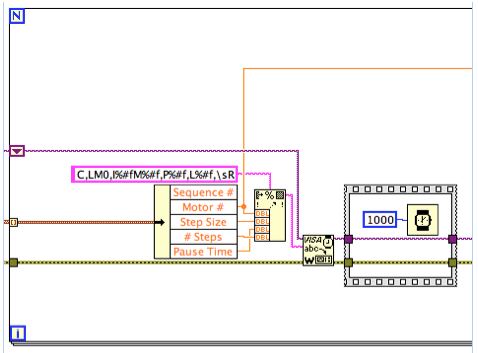 N
C,LM0,I%#fM%#f,P%#f,L%#f,\sR
Sequence #
Motor #
Step Size
# Steps
Pause Time
%
DBL
DBL
DBL
DBL
VISA
abc
W
1000
i